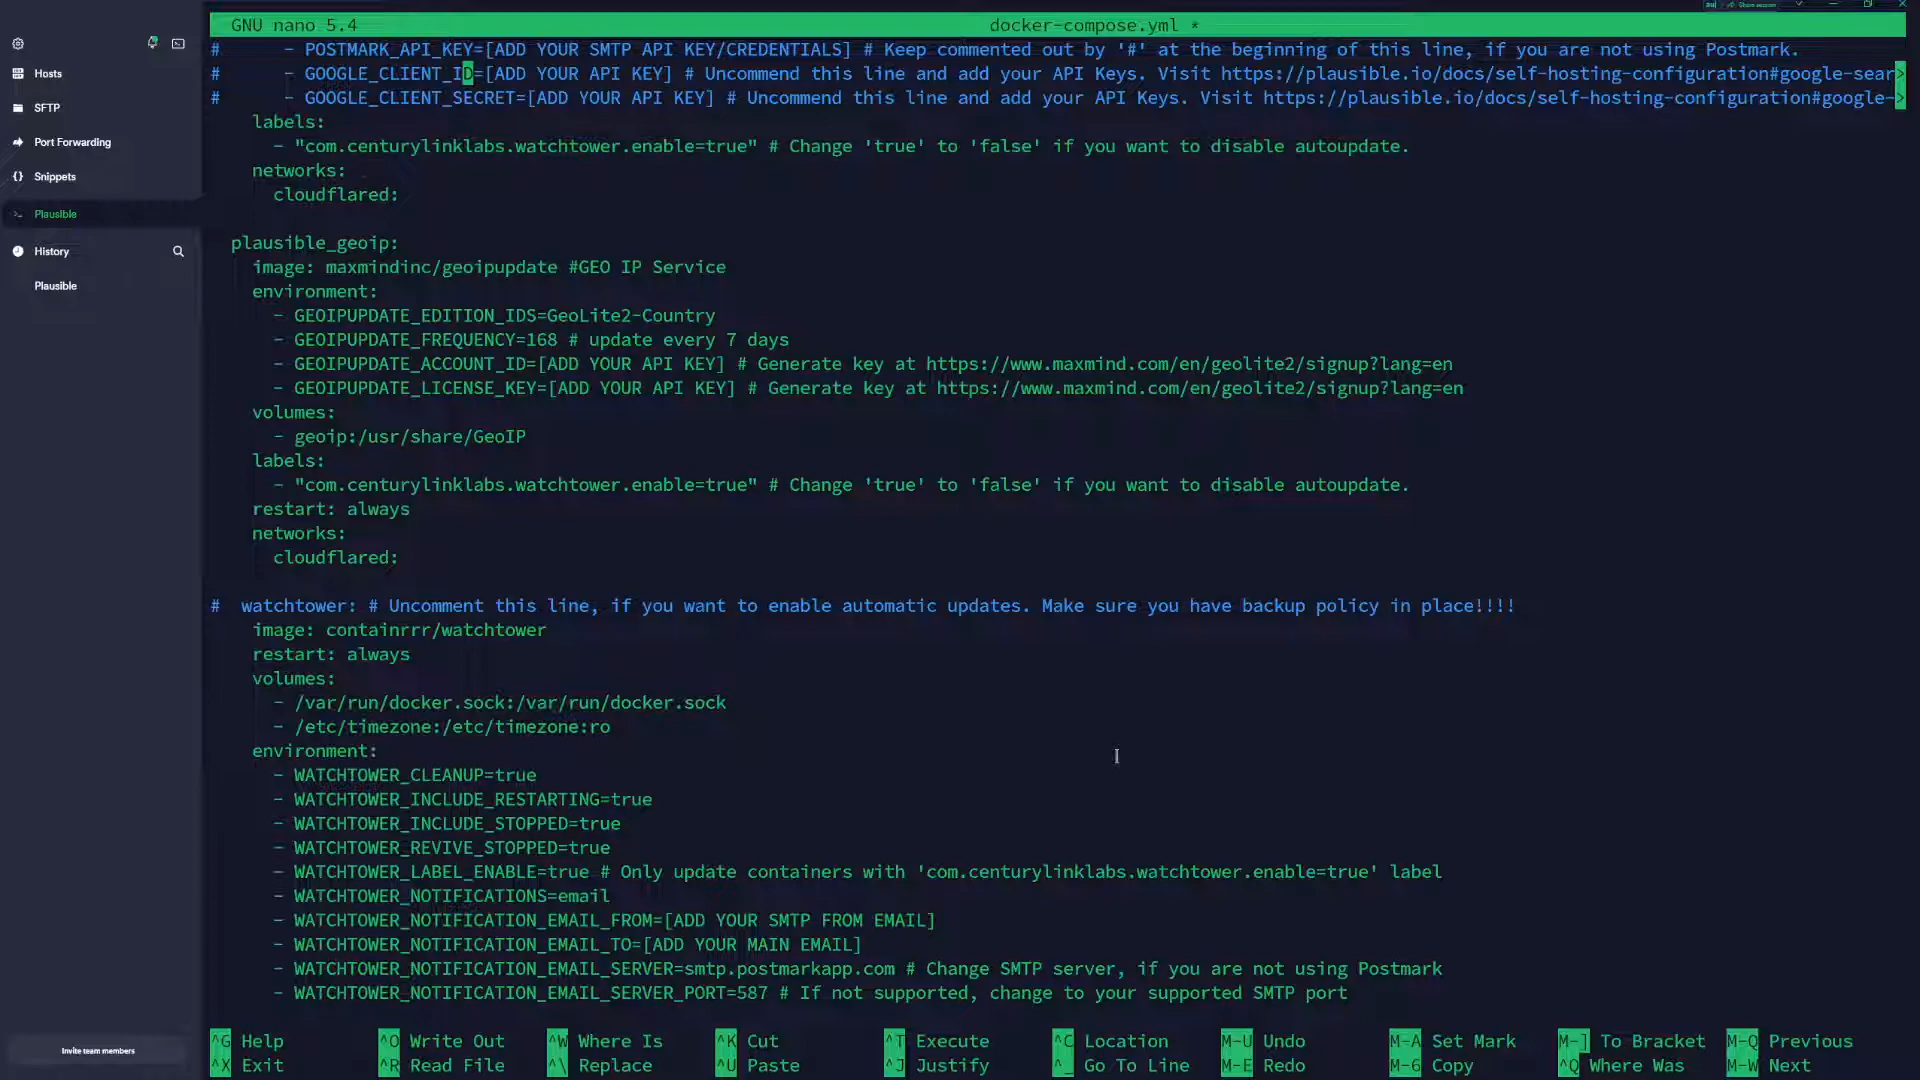 GNU nano 5.4 docker-compose.yml *
# - POSTMARK_API_KEY=[ADD YOUR SMTP API KEY/CREDENTIALS] # Keep commented out by '#' at the beginning of this line, if you are not using Postmark.
# - GOOGLE_CLIENT_ID=[ADD YOUR API KEY] # Uncommend this line and add your API Keys. Visit https://plausible.io/docs/self-hosting-configuration#google-sear>
# - GOOGLE_CLIENT_SECRET=[ADD YOUR API KEY] # Uncommend this line and add your API Keys. Visit https://plausible.io/docs/self-hosting-configuration#google->
labels:
- "com.centurylinklabs.watchtower.enable=true" # Change 'true' to 'false' if you want to disable autoupdate.
networks:
cloudflared:
plausible_geoip:
image: maxmindinc/geoipupdate #GEO IP Service
environment:
- GEOIPUPDATE_EDITION_IDS=GeoLite2-Country
- GEOIPUPDATE_FREQUENCY=168 # update every 7 days
- GEOIPUPDATE_ACCOUNT_ID=[ADD YOUR API KEY] # Generate key at https://www.maxmind.com/en/geolite2/signup?lang=en
- GEOIPUPDATE_LICENSE_KEY=[ADD YOUR API KEY] # Generate key at https://www.maxmind.com/en/geolite2/signup?lang=en
volumes:
- geoip:/usr/share/GeoIP
labels:
- "com.centurylinklabs.watchtower.enable=true" # Change 'true' to 'false' if you want to disable autoupdate.
restart: always
networks:
cloudflared:
# watchtower: # Uncomment this line, if you want to enable automatic updates. Make sure you have backup policy in place!!!!
image: containrrr/watchtower
restart: always
volumes:
- /var/run/docker.sock:/var/run/docker.sock
- /etc/timezone:/etc/timezone:ro
environment:
- WATCHTOWER_CLEANUP=true
- WATCHTOWER_INCLUDE_RESTARTING=true
- WATCHTOWER_INCLUDE_STOPPED=true
- WATCHTOWER_REVIVE_STOPPED=true
- WATCHTOWER_LABEL_ENABLE=true # Only update containers with 'com.centurylinklabs.watchtower.enable=true' label
- WATCHTOWER_NOTIFICATIONS=email
- WATCHTOWER_NOTIFICATION_EMAIL_FROM=[ADD YOUR SMTP FROM EMAIL]
- WATCHTOWER_NOTIFICATION_EMAIL_TO=[ADD YOUR MAIN EMAIL]
- WATCHTOWER_NOTIFICATION_EMAIL_SERVER=smtp.postmarkapp.com # Change SMTP server, if you are not using Postmark
- WATCHTOWER_NOTIFICATION_EMAIL_SERVER_PORT=587 # If not supported, change to your supported SMTP port
^G Help ^O Write Out ^W Where Is ^K Cut ^T Execute ^C Location M-U Undo M-A Set Mark M-] To Bracket M-Q Previous
^X Exit ^R Read File ^\ Replace ^U Paste ^J Justify ^_ Go To Line M-E Redo M-6 Copy ^Q Where Was M-W Next
Hosts
SFTP
Port Forwarding
Snippets
Plausible
History
Plausible
Invite team members